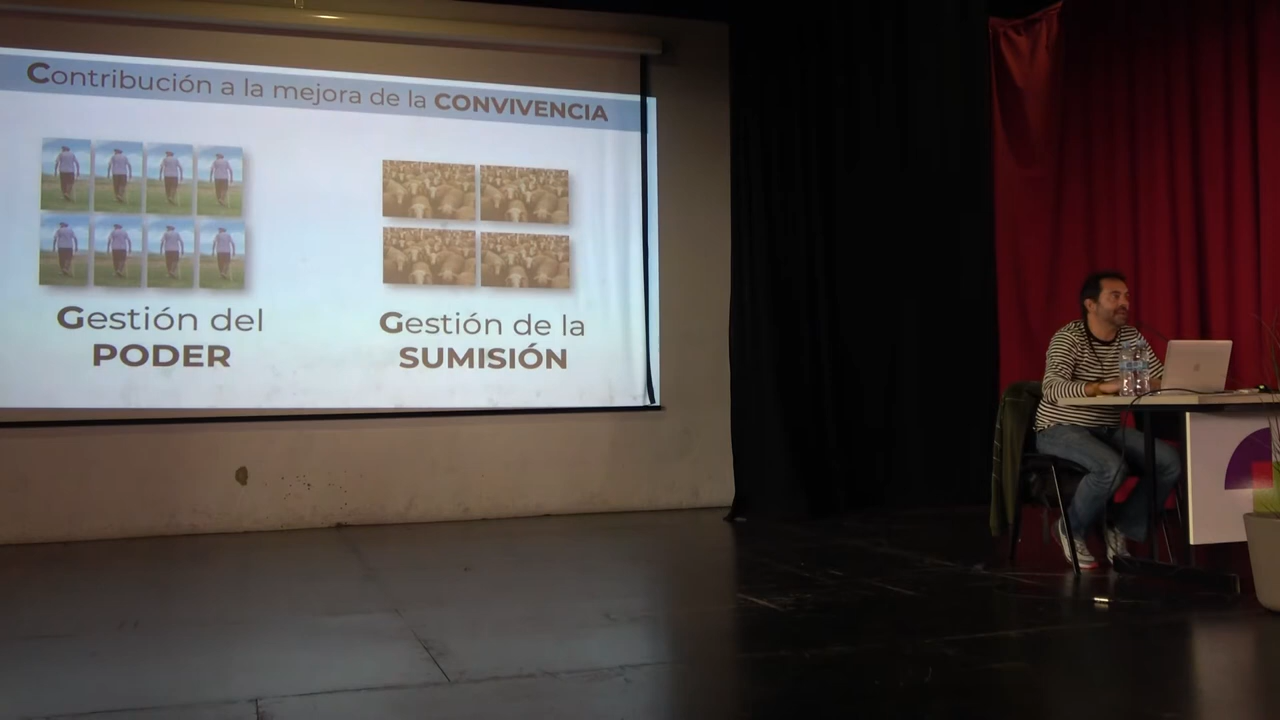 Contribución a la mejora de la CONVIVENCIA
Gestión del
PODER
Gestión de la
SUMISIÓN